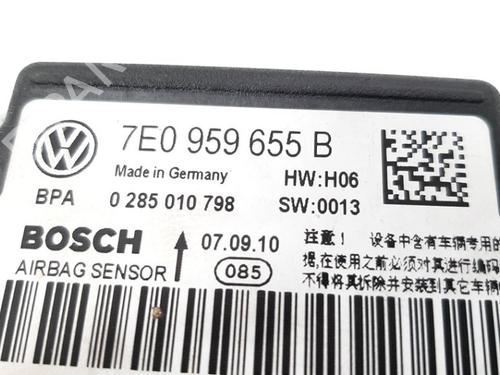 7E0 959 655 B
Made in Germany HW:H06
BPA 0 285 010 798 SW:0013
BOSCH 07.09.10
AIRBAG SENSOR 085
注意! 设备中含有车辆专用的
据,在使用之前必须对其进行编码
不得将其拆除并安装到其它车辆